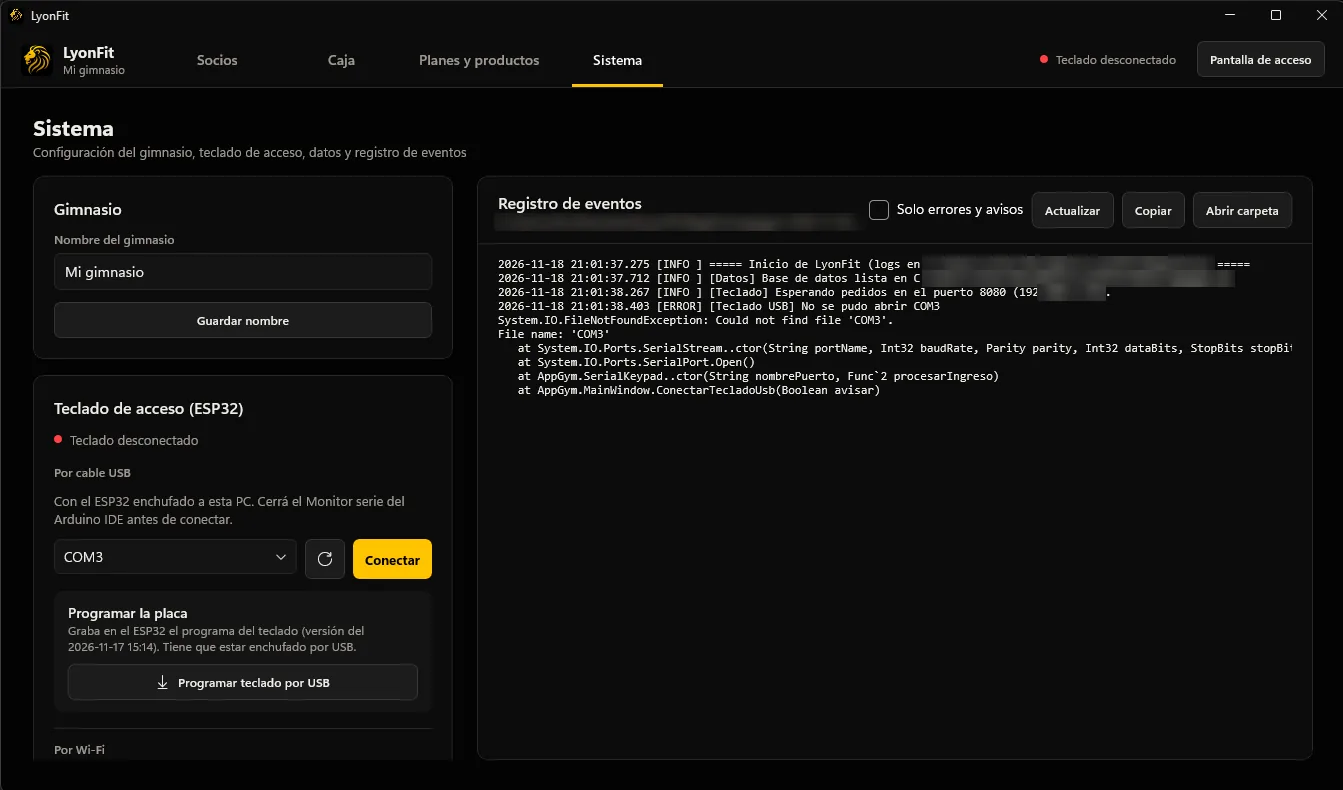 LyonFit
LyonFit
Mi gimnasio
Socios
Caja
Planes y productos
Sistema
Teclado desconectado
Pantalla de acceso
Sistema
Configuración del gimnasio, teclado de acceso, datos y registro de eventos
Gimnasio
Nombre del gimnasio
Mi gimnasio
Guardar nombre
Teclado de acceso (ESP32)
Teclado desconectado
Por cable USB
Con el ESP32 enchufado a esta PC. Cerrá el Monitor serie del
Arduino IDE antes de conectar.
COM3
Conectar
Programar la placa
Graba en el ESP32 el programa del teclado (versión del
2026-11-17 15:14). Tiene que estar enchufado por USB.
Programar teclado por USB
Por Wi-Fi
Registro de eventos
Solo errores y avisos
Actualizar
Copiar
Abrir carpeta
2026-11-18 21:01:37.275 [INFO ] ===== Inicio de LyonFit (logs en =====
2026-11-18 21:01:37.712 [INFO ] [Datos] Base de datos lista en C
2026-11-18 21:01:38.267 [INFO ] [Teclado] Esperando pedidos en el puerto 8080 (192 .
2026-11-18 21:01:38.403 [ERROR] [Teclado USB] No se pudo abrir COM3
System.IO.FileNotFoundException: Could not find file 'COM3'.
File name: 'COM3'
at System.IO.Ports.SerialStream..ctor(String portName, Int32 baudRate, Parity parity, Int32 dataBits, StopBits stopBit
at System.IO.Ports.SerialPort.Open()
at AppGym.SerialKeypad..ctor(String nombrePuerto, Func`2 procesarIngreso)
at AppGym.MainWindow.ConectarTecladoUsb(Boolean avisar)